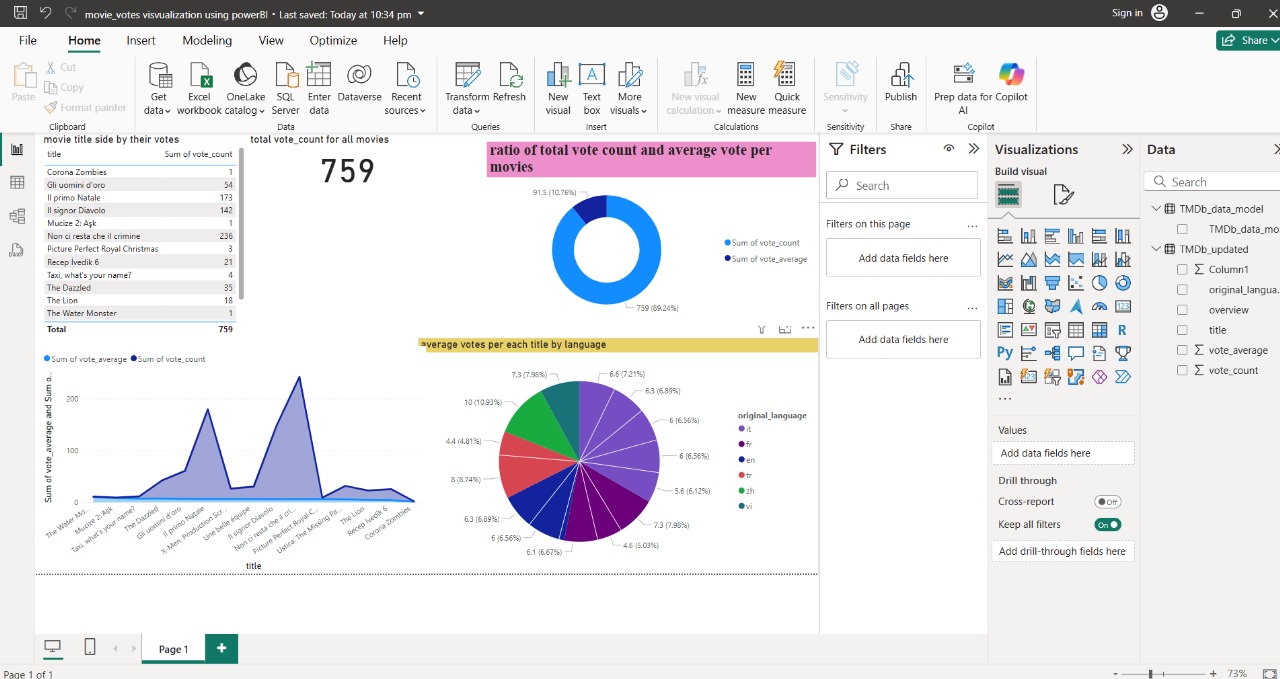 movie_votes visvualization using powerBI • Last saved: Today at 10:34 pm
Sign in
File Home Insert Modeling View Optimize Help
Share
Paste
Cut
Copy
Format painter
Clipboard
Get data
Excel workbook
OneLake catalog
SQL Server
Enter data
Dataverse
Recent sources
Data
Transform data
Refresh
Queries
New visual
Text box
More visuals
Insert
New visual calculation
New measure
Quick measure
Calculations
Sensitivity
Sensitivity
Publish
Share
Prep data for AI
Copilot
Copilot
movie title side by their votes
title Sum of vote_count
Corona Zombies 1
Gli uomini d'oro 54
Il primo Natale 173
Il signor Diavolo 142
Mucize 2: Aşk 1
Non ci resta che il crimine 236
Picture Perfect Royal Christmas 3
Recep İvedik 6 21
Taxi, what's your name? 4
The Dazzled 35
The Lion 18
The Water Monster 1
Total 759
total vote_count for all movies
759
ratio of total vote count and average vote per
movies
91.5 (10.76%)
759 (89.24%)
Sum of vote_count
Sum of vote_average
Sum of vote_average Sum of vote_count
Sum of vote_average and Sum o...
200
100
0
The Water Mo...
Mucize 2: Aşk
Taxi, what's your name?
The Dazzled
Gli uomini d'oro
Il primo Natale
X-Men: Production Scr...
Une belle équipe
Il signor Diavolo
Non ci resta che il cri...
Picture Perfect Royal C...
Ustica: The Missing Pa...
The Lion
Recep İvedik 6
Corona Zombies
title
average votes per each title by language
7.3 (7.98%)
6.6 (7.21%)
6.3 (6.89%)
6 (6.56%)
6 (6.56%)
5.6 (6.12%)
7.3 (7.98%)
4.6 (5.03%)
6.1 (6.67%)
6 (6.56%)
6.3 (6.89%)
8 (8.74%)
4.4 (4.81%)
10 (10.93%)
original_language
it
fr
en
tr
zh
vi
Filters
Search
Filters on this page
Add data fields here
Filters on all pages
Add data fields here
Visualizations
Build visual
123
R
Py
123
Values
Add data fields here
Drill through
Cross-report Off
Keep all filters On
Add drill-through fields here
Data
Search
TMDb_data_model
TMDb_data_mo
TMDb_updated
Column1
original_langua.
overview
title
vote_average
vote_count
Page 1
Page 1 of 1
73%